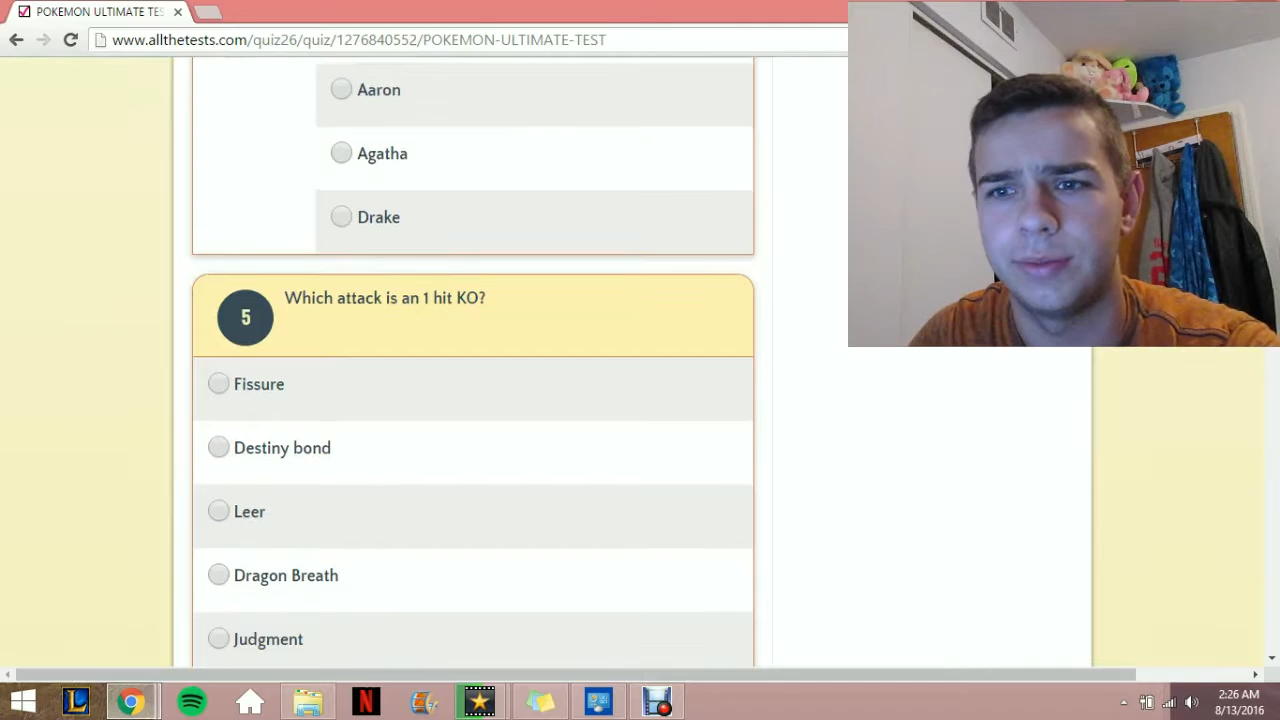 POKEMON ULTIMATE TES
www.allthetests.com/quiz26/quiz/1276840552/POKEMON-ULTIMATE-TEST
Aaron
Agatha
Drake
5
Which attack is an 1 hit KO?
Fissure
Destiny bond
Leer
Dragon Breath
Judgment
L
N
2:26 AM
8/13/2016